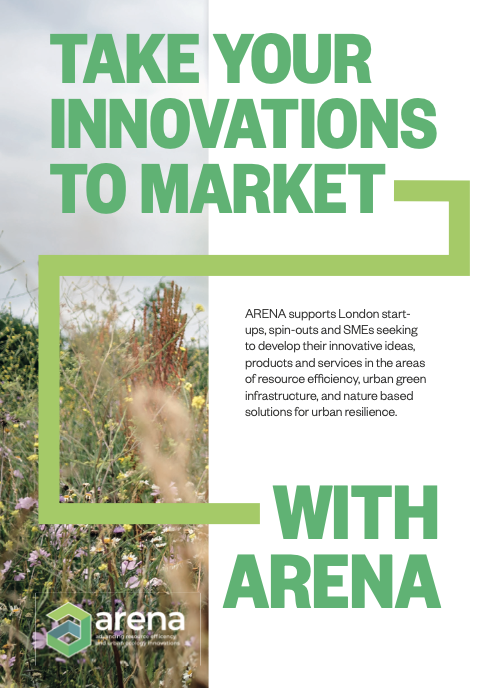 TAKE YOUR
INNOVATIONS
TO MARKET
ARENA supports London start-
ups, spin-outs and SMEs seeking
to develop their innovative ideas,
products and services in the areas
of resource efficiency, urban green
infrastructure, and nature based
solutions for urban resilience.
WITH
ARENA
arena
advancing resource efficiency
and urban ecology innovations